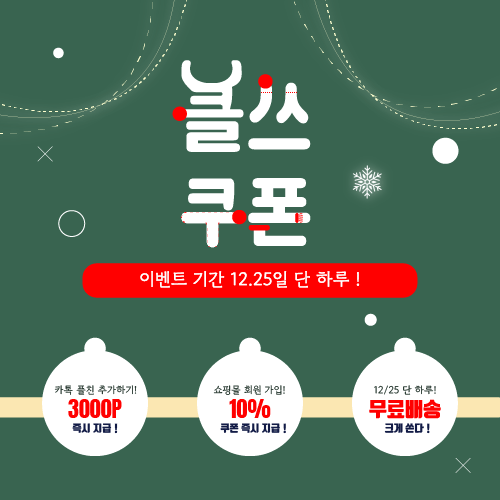 블쓰
쿠폰
이벤트 기간 12.25일 단 하루 !
카톡 플친 추가하기!
3000P
즉시 지급 !
쇼핑몰 회원 가입!
10%
쿠폰 즉시 지급 !
12/25 단 하루!
무료배송
크게 쏜다 !